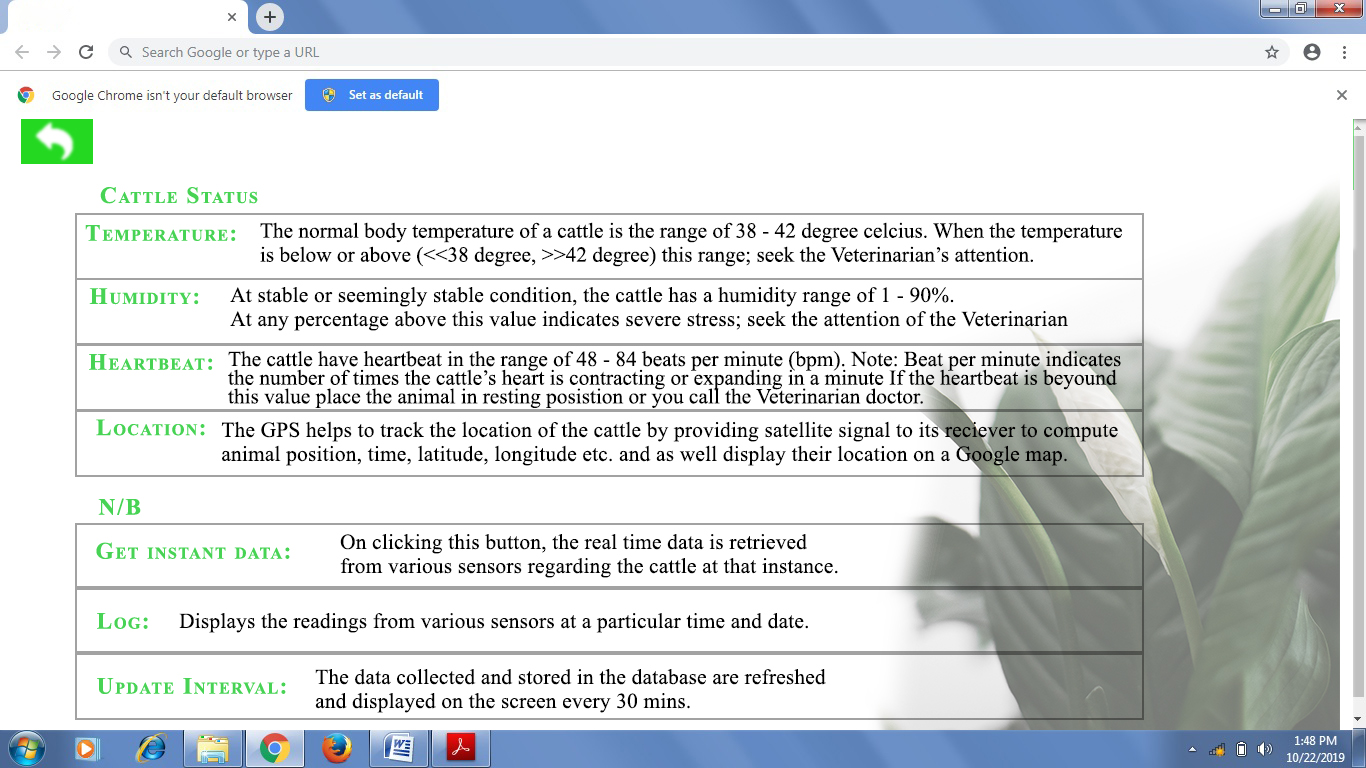 Search Google or type a URL
Google Chrome isn't your default browser Set as default
CATTLE STATUS
TEMPERATURE: The normal body temperature of a cattle is the range of 38 - 42 degree celcius. When the temperature
is below or above (<<38 degree, >>42 degree) this range; seek the Veterinarian's attention.
HUMIDITY: At stable or seemingly stable condition, the cattle has a humidity range of 1 - 90%.
At any percentage above this value indicates severe stress; seek the attention of the Veterinarian
HEARTBEAT: The cattle have heartbeat in the range of 48 - 84 beats per minute (bpm). Note: Beat per minute indicates
the number of times the cattle's heart is contracting or expanding in a minute If the heartbeat is beyound
this value place the animal in resting posistion or you call the Veterinarian doctor.
LOCATION: The GPS helps to track the location of the cattle by providing satellite signal to its reciever to compute
animal position, time, latitude, longitude etc. and as well display their location on a Google map.
N/B
GET INSTANT DATA: On clicking this button, the real time data is retrieved
from various sensors regarding the cattle at that instance.
LOG: Displays the readings from various sensors at a particular time and date.
UPDATE INTERVAL: The data collected and stored in the database are refreshed
and displayed on the screen every 30 mins.
1:48 PM
10/22/2019